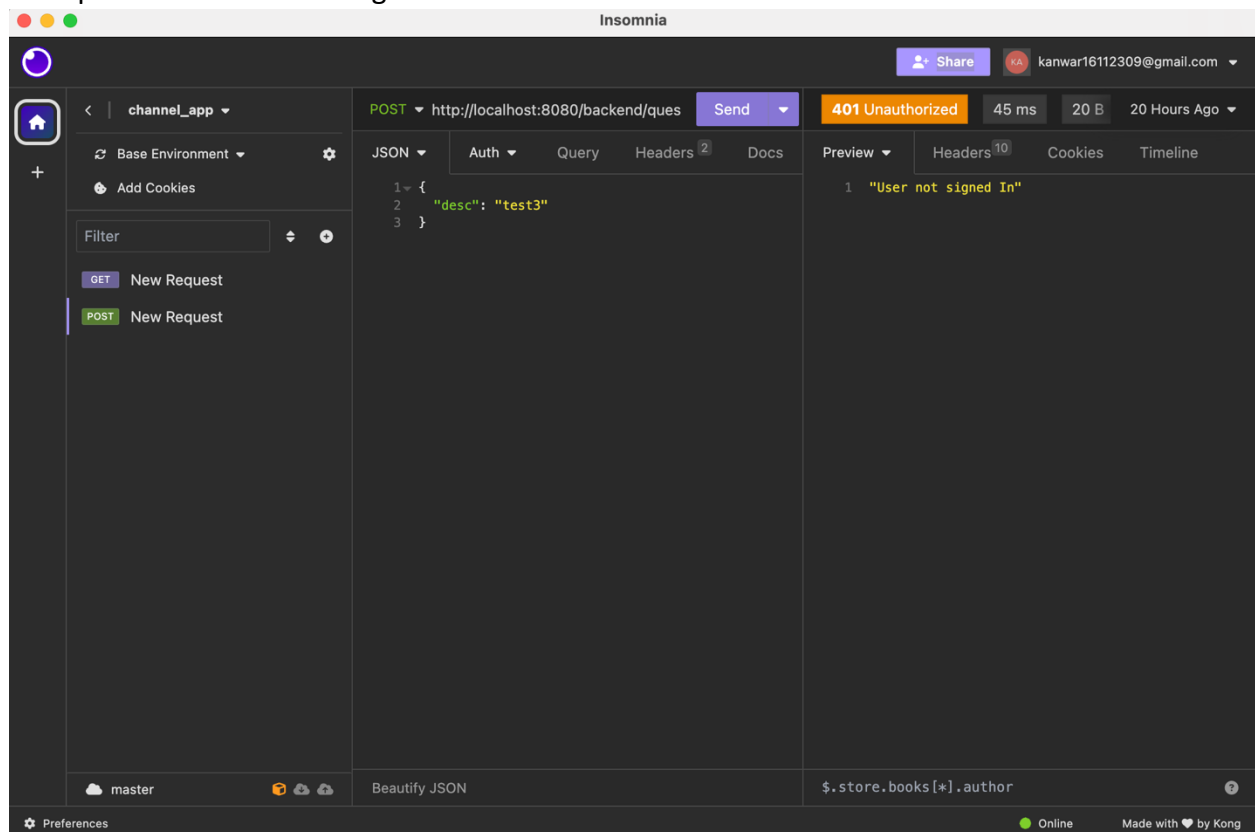 Insomnia
Share
KA
kanwar16112309@gmail.com
channel_app
POST http://localhost:8080/backend/ques Send
401 Unauthorized 45 ms 20 B 20 Hours Ago
Base Environment
JSON Auth Query Headers 2 Docs
Preview Headers 10 Cookies Timeline
Add Cookies
1 {
2 "desc": "test3"
3 }
1 "User not signed In"
Filter
GET New Request
POST New Request
master
Beautify JSON
$.store.books[*].author
Preferences
Online
Made with by Kong